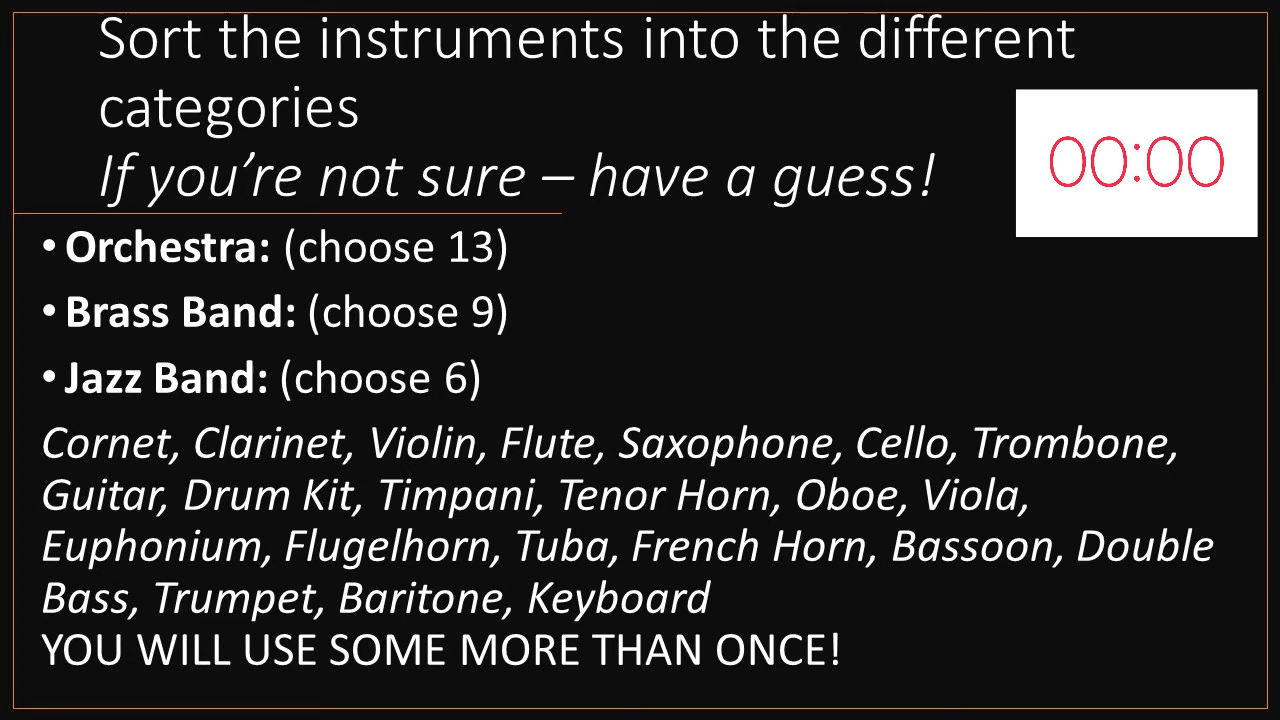 Sort the instruments into the different
categories
If you're not sure – have a guess!
00:00
• Orchestra: (choose 13)
• Brass Band: (choose 9)
• Jazz Band: (choose 6)
Cornet, Clarinet, Violin, Flute, Saxophone, Cello, Trombone,
Guitar, Drum Kit, Timpani, Tenor Horn, Oboe, Viola,
Euphonium, Flugelhorn, Tuba, French Horn, Bassoon, Double
Bass, Trumpet, Baritone, Keyboard
YOU WILL USE SOME MORE THAN ONCE!